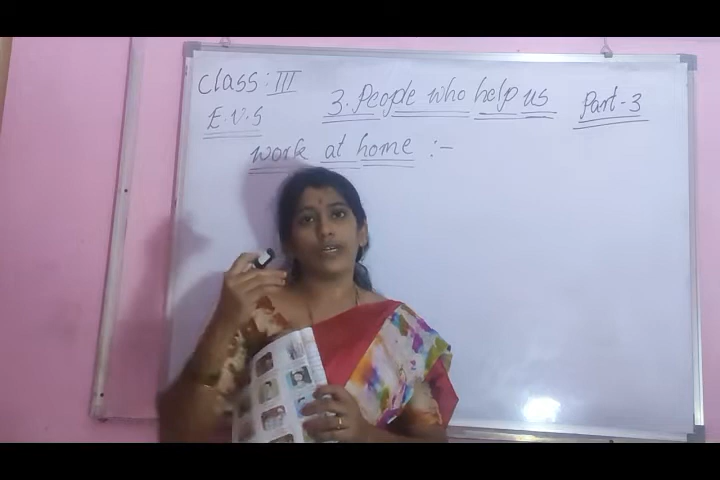 Class: III
3. People who help us
Part-3
E.V.S
Work at home :-